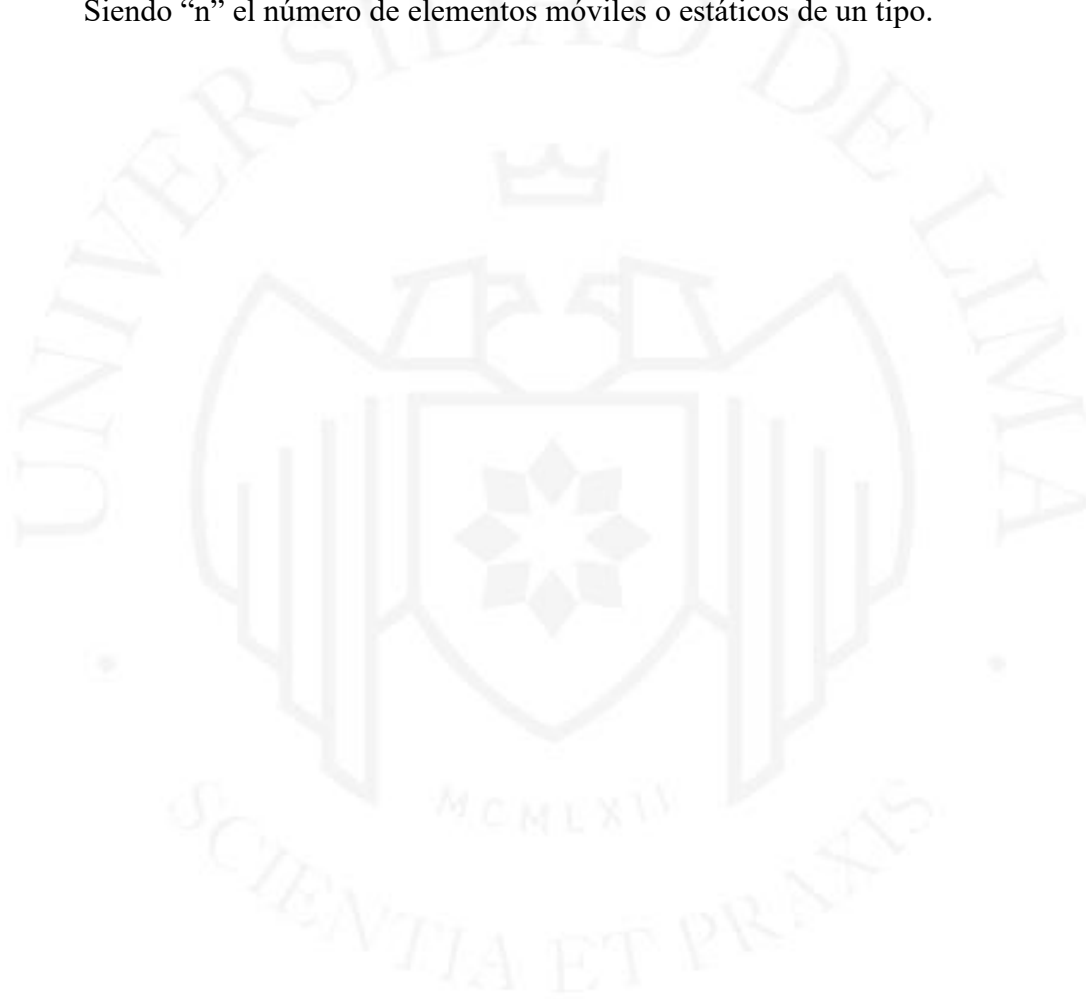 Siendo “n” el número de elementos móviles o estáticos de un tipo.
UNIVERSIDAD DE LIMA
MCMLXII
SCIENTIA ET PRAXIS